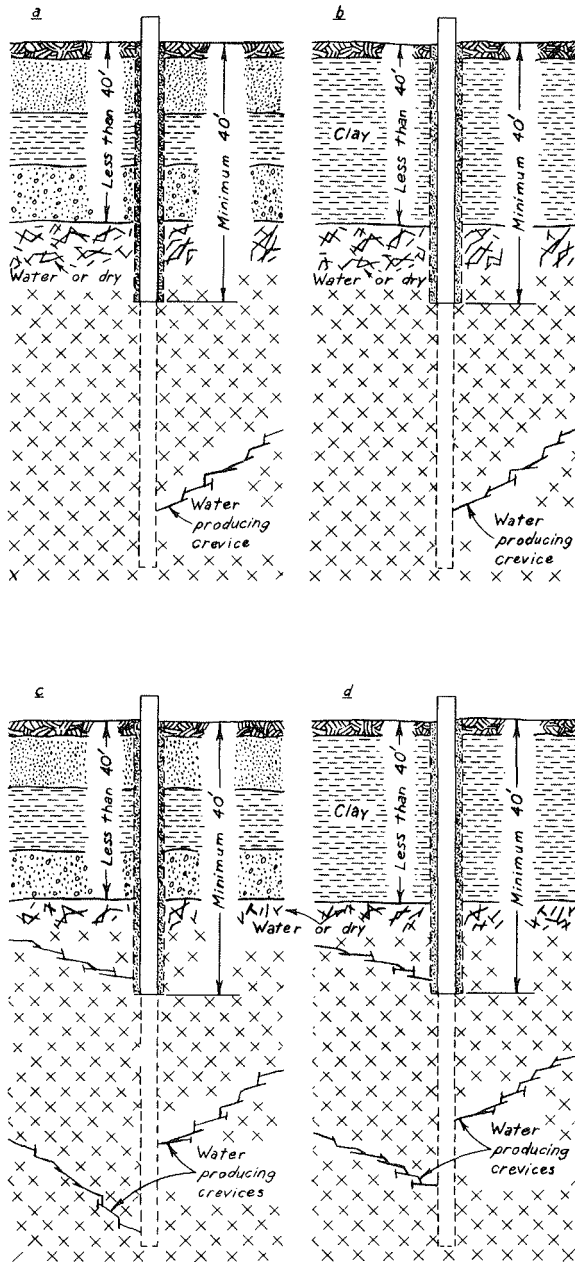 a
Less than 40'
Minimum 40'
Water or dry
Water
producing
crevice
b
Clay
Less than 40'
Minimum 40'
Water or dry
Water
producing
crevice
c
Less than 40'
Minimum 40'
Water or dry
Water
producing
crevices
d
Clay
Less than 40'
Minimum 40'
Water
producing
crevices